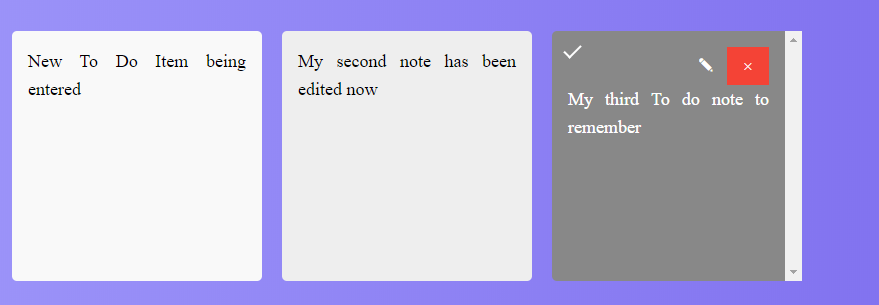 New To Do Item being
entered
My second note has been
edited now
×
My third To do note to
remember